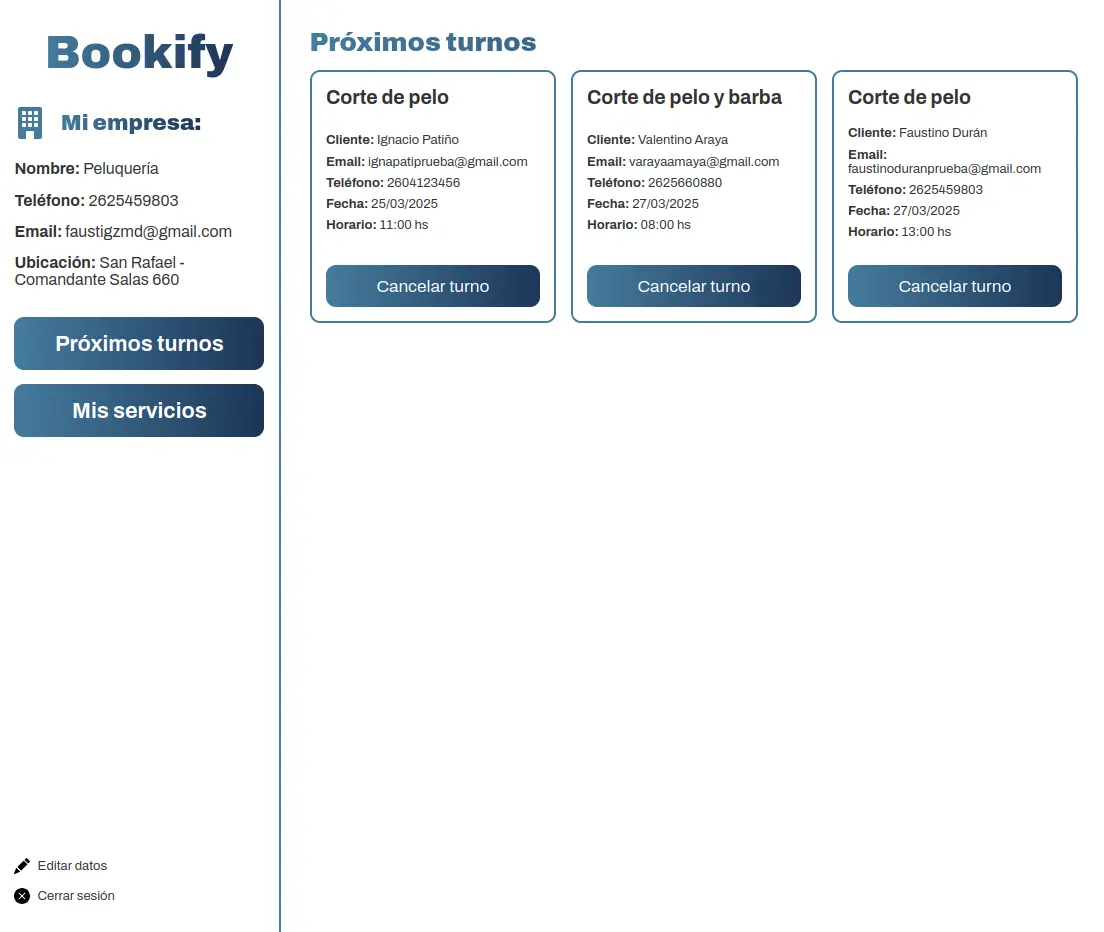 Bookify
Mi empresa:
Nombre: Peluquería
Teléfono: 2625459803
Email: faustigzmd@gmail.com
Ubicación: San Rafael -
Comandante Salas 660
Próximos turnos
Mis servicios
Editar datos
Cerrar sesión
Próximos turnos
Corte de pelo
Cliente: Ignacio Patiño
Email: ignapatiprueba@gmail.com
Teléfono: 2604123456
Fecha: 25/03/2025
Horario: 11:00 hs
Cancelar turno
Corte de pelo y barba
Cliente: Valentino Araya
Email: varayaamaya@gmail.com
Teléfono: 2625660880
Fecha: 27/03/2025
Horario: 08:00 hs
Cancelar turno
Corte de pelo
Cliente: Faustino Durán
Email:
faustinoduranprueba@gmail.com
Teléfono: 2625459803
Fecha: 27/03/2025
Horario: 13:00 hs
Cancelar turno